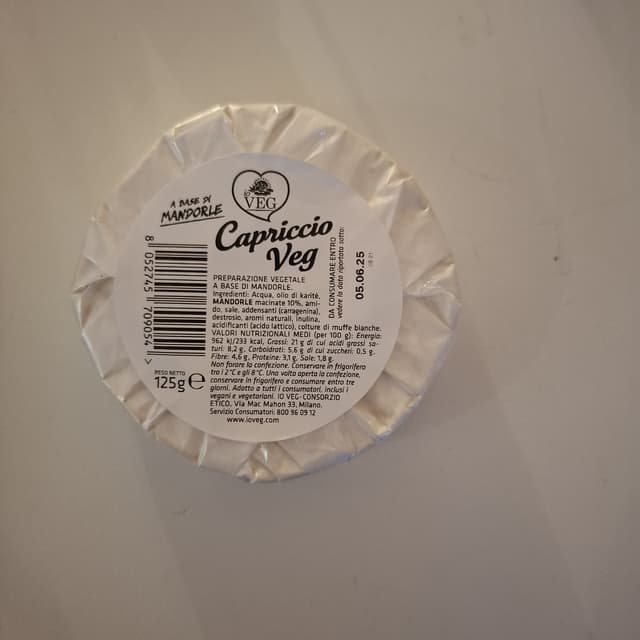 IO
VEG
A BASE DI
MANDORLE
Capriccio
Veg
PREPARAZIONE VEGETALE
A BASE DI MANDORLE.
Ingredienti: Acqua, olio di karité,
MANDORLE macinate 10%, ami-
do, sale, addensanti (carragenina),
destrosio, aromi naturali, inulina,
acidificanti (acido lattico), colture di muffe bianche.
VALORI NUTRIZIONALI MEDI (per 100 g): Energia:
962 kJ/233 kcal, Grassi: 21 g di cui acidi grassi sa-
turi: 8,2 g, Carboidrati: 5,6 g di cui zuccheri: 0,5 g,
Fibre: 4,6 g, Proteine: 3,1 g, Sale: 1,8 g.
Non forare la confezione. Conservare in frigorifero
tra i 2°C e gli 8°C. Una volta aperta la confezione,
conservare in frigorifero e consumare entro tre
giorni. Adatto a tutti i consumatori, inclusi i
vegani e vegetariani. IO VEG-CONSORZIO
ETICO, Via Mac Mahon 33, Milano.
Servizio Consumatori: 800 96 09 12
www.ioveg.com
DA CONSUMARE ENTRO
vedere la data riportata sotto:
05.06.25
8 052745 709054 >
PESO NETTO
125g e